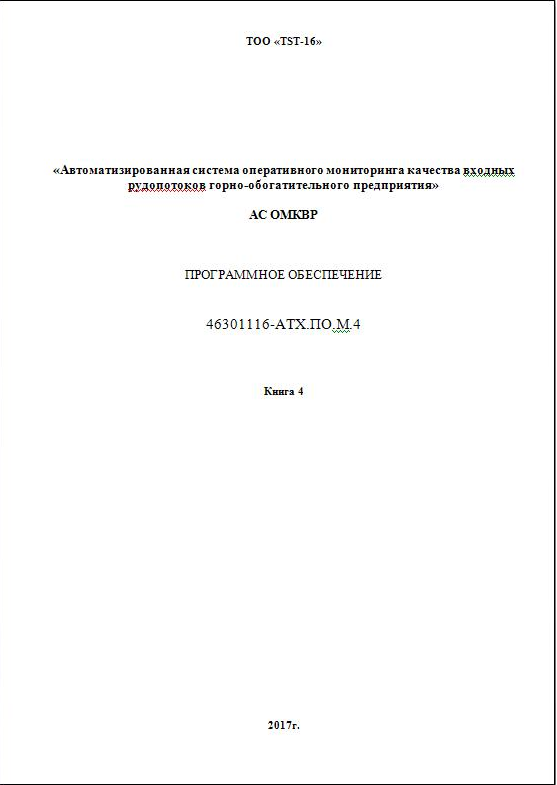 ТОО «TST-16»
«Автоматизированная система оперативного мониторинга качества входных
рудопотоков горно-обогатительного предприятия»
АС ОМКВР
ПРОГРАММНОЕ ОБЕСПЕЧЕНИЕ
46301116-АТХ.ПО.М.4
Книга 4
2017г.